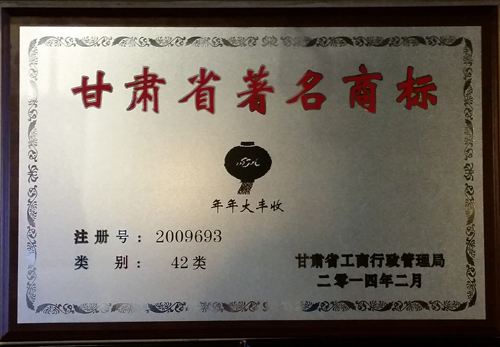 甘肃省著名商标
年年大丰收
注册号：2009693
类别：42类
甘肃省工商行政管理局
二零一四年二月